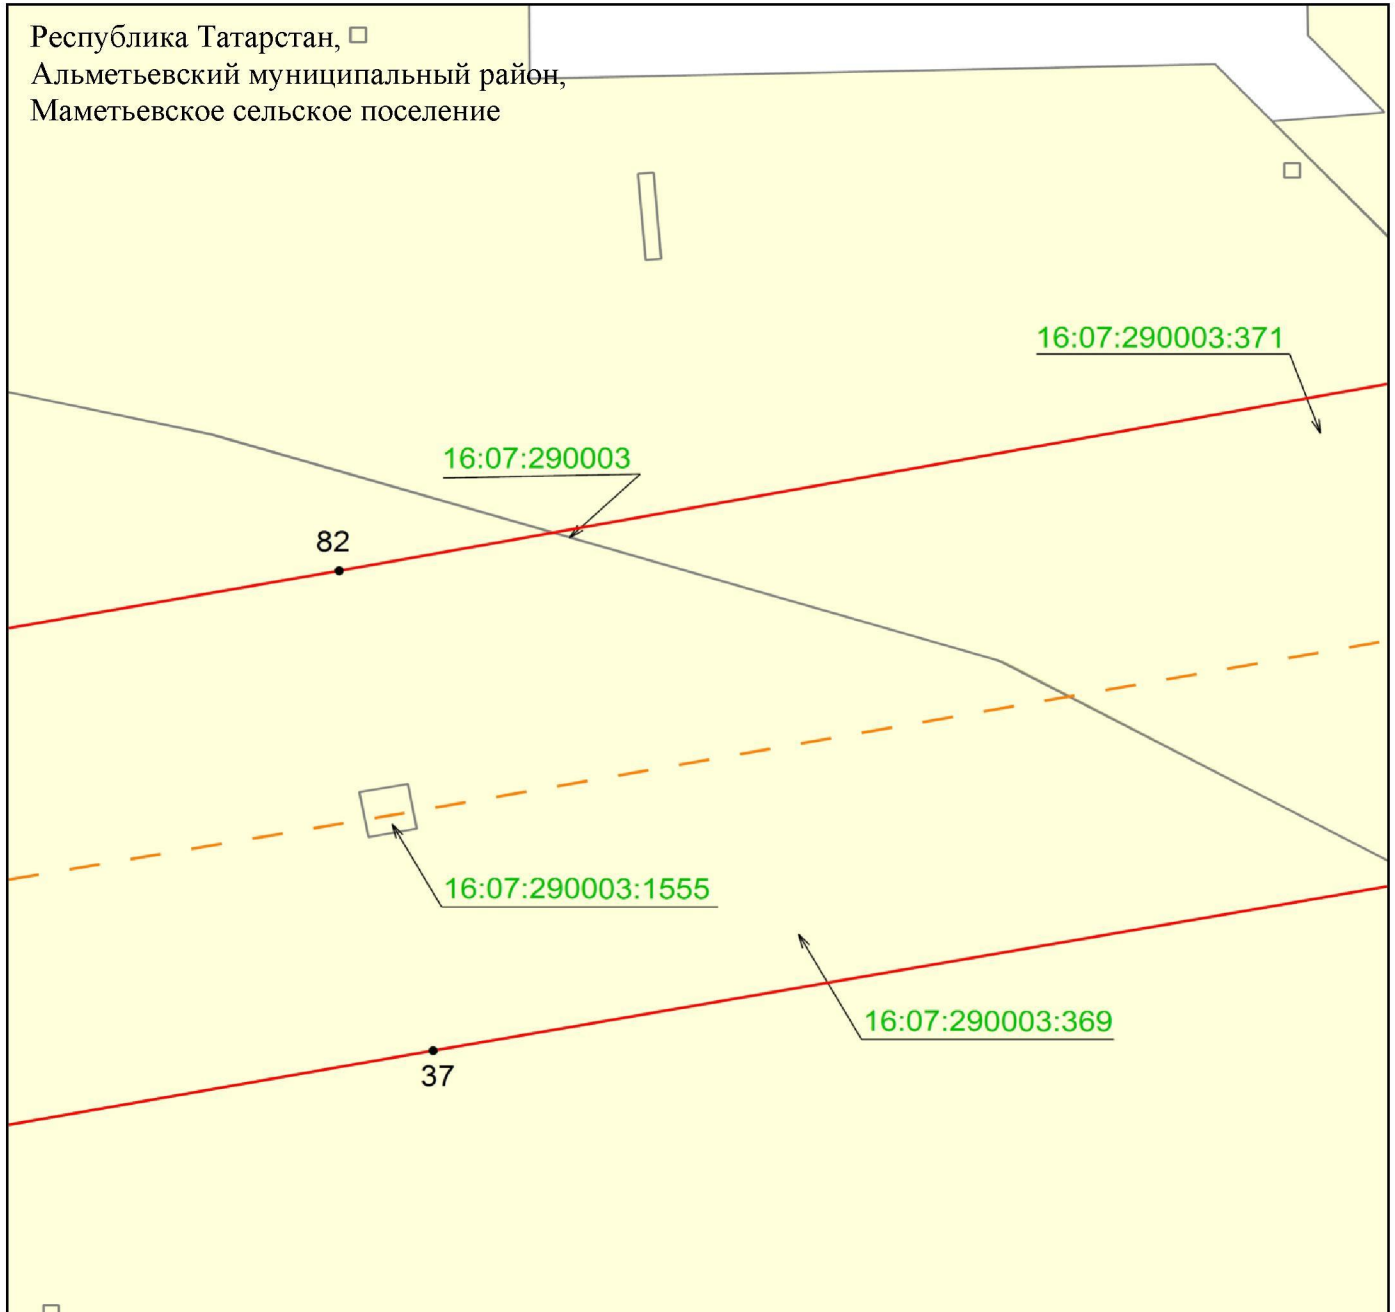 Республика Татарстан,
Альметьевский муниципальный район,
Маметьевское сельское поселение
16:07:290003:371
16:07:290003
82
16:07:290003:1555
16:07:290003:369
37